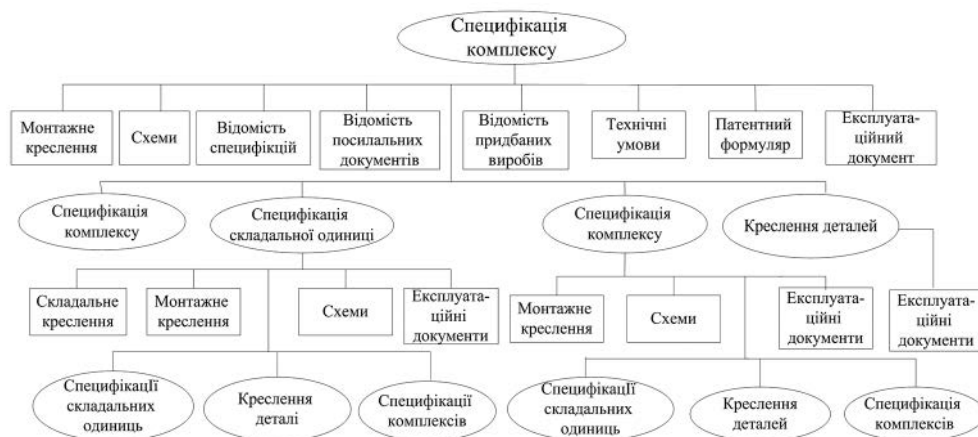 Специфікація
комплексу
Монтажне
креслення
Схеми
Відомість
специфікцій
Відомість
посилальних
документів
Відомість
придбаних
виробів
Технічні
умови
Патентний
формуляр
Експлуата-
ційний
документ
Специфікація
комплексу
Специфікація
складальної одиниці
Специфікація
комплексу
Креслення деталей
Складальне
креслення
Монтажне
креслення
Схеми
Експлуата-
ційні
документи
Монтажне
креслення
Схеми
Експлуата-
ційні
документи
Експлуата-
ційні
документи
СпецифікацІЇ
складальних
одиниць
Креслення
деталі
Специфікації
комплексів
СпецифікацІЇ
складальних
одиниць
Креслення
деталей
Специфікація
комплексів